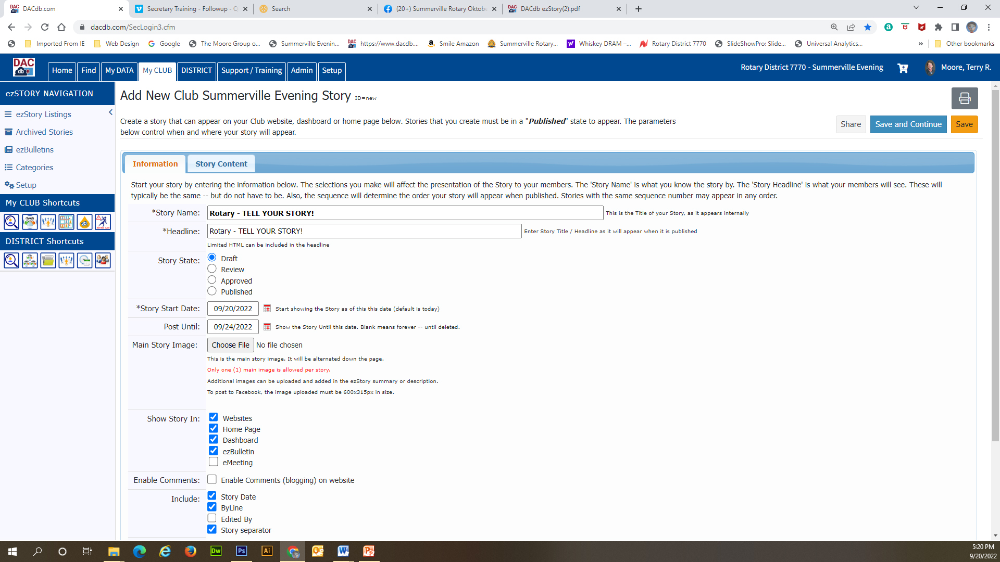 DACdb.com
Secretary Training - Followup - Q
Search
(20+) Summerville Rotary Oktobe
DACdb ezStory(2).pdf
dacdb.com/SecLogin3.cfm
Imported From IE
Web Design
Google
The Moore Group o...
Summerville Evenin...
https://www.dacdb....
Smile Amazon
Summerville Rotary...
Whiskey DRAM –...
Rotary District 7770
SlideShowPro: Slide...
Universal Analytics...
Other bookmarks
DAC
db
Home
Find
My DATA
My CLUB
DISTRICT
Support / Training
Admin
Setup
Rotary District 7770 - Summerville Evening
Moore, Terry R.
ezSTORY NAVIGATION
ezStory Listings
Archived Stories
ezBulletins
Categories
Setup
My CLUB Shortcuts
DISTRICT Shortcuts
Add New Club Summerville Evening Story ID=new
Create a story that can appear on your Club website, dashboard or home page below. Stories that you create must be in a "Published" state to appear. The parameters
below control when and where your story will appear.
Share
Save and Continue
Save
Information
Story Content
Start your story by entering the information below. The selections you make will affect the presentation of the Story to your members. The 'Story Name' is what you know the story by. The 'Story Headline' is what your members will see. These will
typically be the same -- but do not have to be. Also, the sequence will determine the order your story will appear when published. Stories with the same sequence number may appear in any order.
*Story Name: Rotary - TELL YOUR STORY! This is the Title of your Story, as it appears internally
*Headline: Rotary - TELL YOUR STORY! Enter Story Title / Headline as it will appear when it is published
Limited HTML can be included in the headline
Story State: Draft
Review
Approved
Published
*Story Start Date: 09/20/2022 Start showing the Story as of this this date (default is today)
Post Until: 09/24/2022 Show the Story Until this date. Blank means forever -- until deleted.
Main Story Image: Choose File No file chosen
This is the main story image. It will be alternated down the page.
Only one (1) main image is allowed per story.
Additional images can be uploaded and added in the ezStory summary or description.
To post to Facebook, the image uploaded must be 600x315px in size.
Show Story In: Websites
Home Page
Dashboard
ezBulletin
eMeeting
Enable Comments: Enable Comments (blogging) on website
Include: Story Date
ByLine
Edited By
Story separator
Dw
Ps
Ai
5:20 PM
9/20/2022